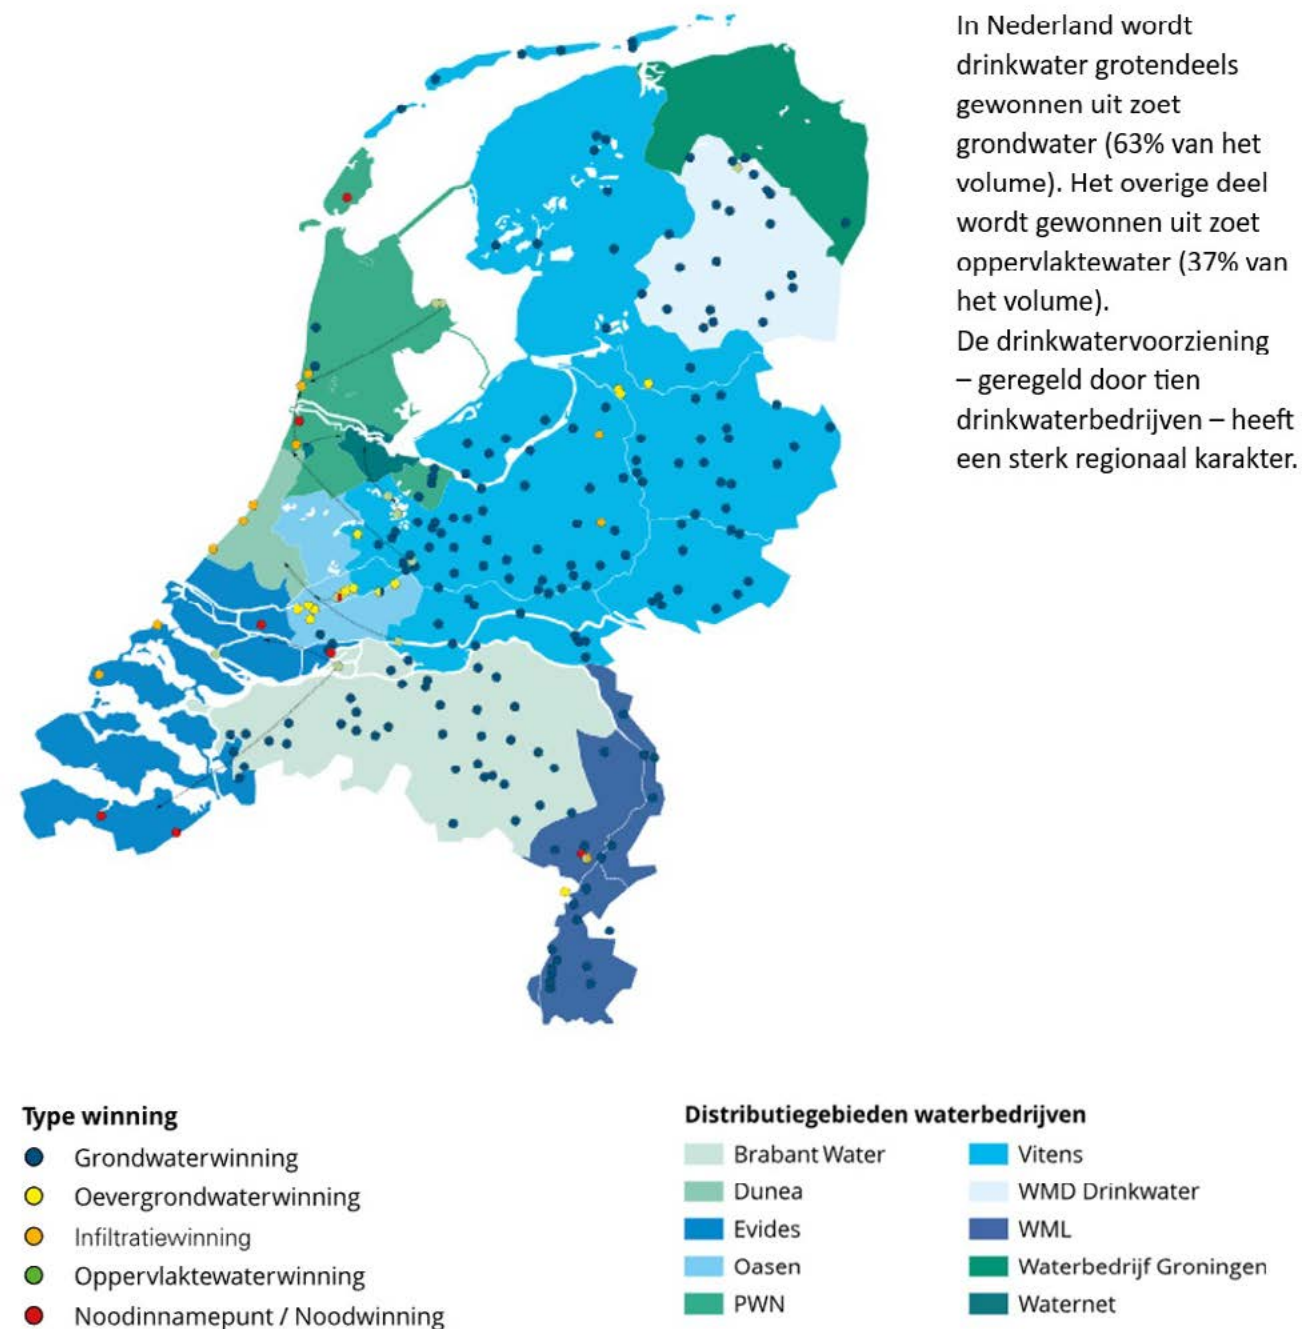 In Nederland wordt
drinkwater grotendeels
gewonnen uit zoet
grondwater (63% van het
volume). Het overige deel
wordt gewonnen uit zoet
oppervlaktewater (37% van
het volume).
De drinkwatervoorziening
– geregeld door tien
drinkwaterbedrijven – heeft
een sterk regionaal karakter.
Type winning
Grondwaterwinning
Oevergrondwaterwinning
Infiltratiewinning
Oppervlaktewaterwinning
Noodinnamepunt / Noodwinning
Distributiegebieden waterbedrijven
Brabant Water
Dunea
Evides
Oasen
PWN
Vitens
WMD Drinkwater
WML
Waterbedrijf Groningen
Waternet